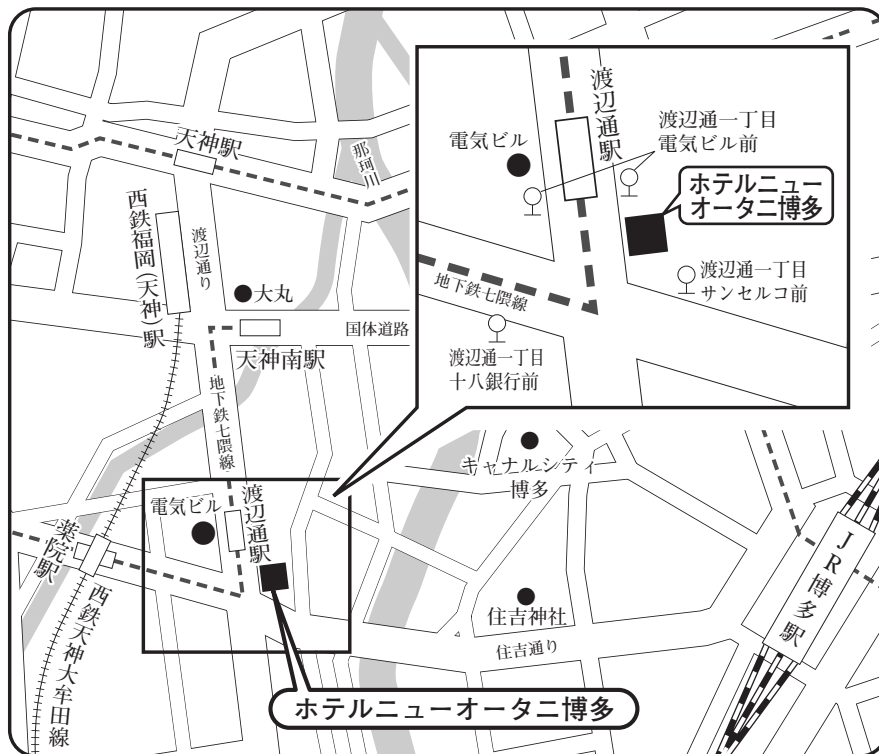 天神駅
那珂川
西鉄福岡(天神)駅
渡辺通り
大丸
国体道路
天神南駅
地下鉄七隈線
電気ビル
渡辺通駅
渡辺通一丁目
電気ビル前
ホテルニュー
オータニ博多
渡辺通一丁目
サンセルコ前
地下鉄七隈線
渡辺通一丁目
十八銀行前
キャナルシティ
博多
電気ビル
渡辺通駅
薬院駅
西鉄天神大牟田線
住吉神社
住吉通り
JR博多駅
ホテルニューオータニ博多